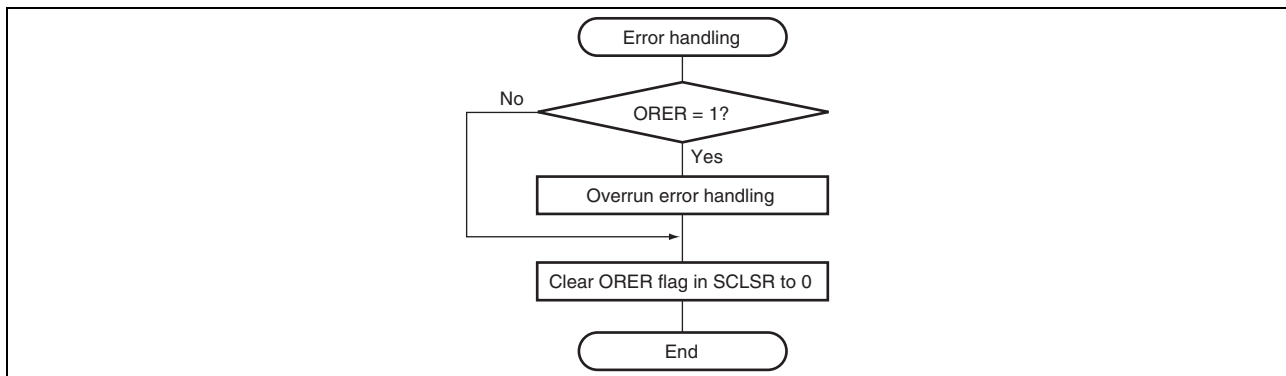 Error handling
No
ORER = 1?
Yes
Overrun error handling
Clear ORER flag in SCLSR to 0
End